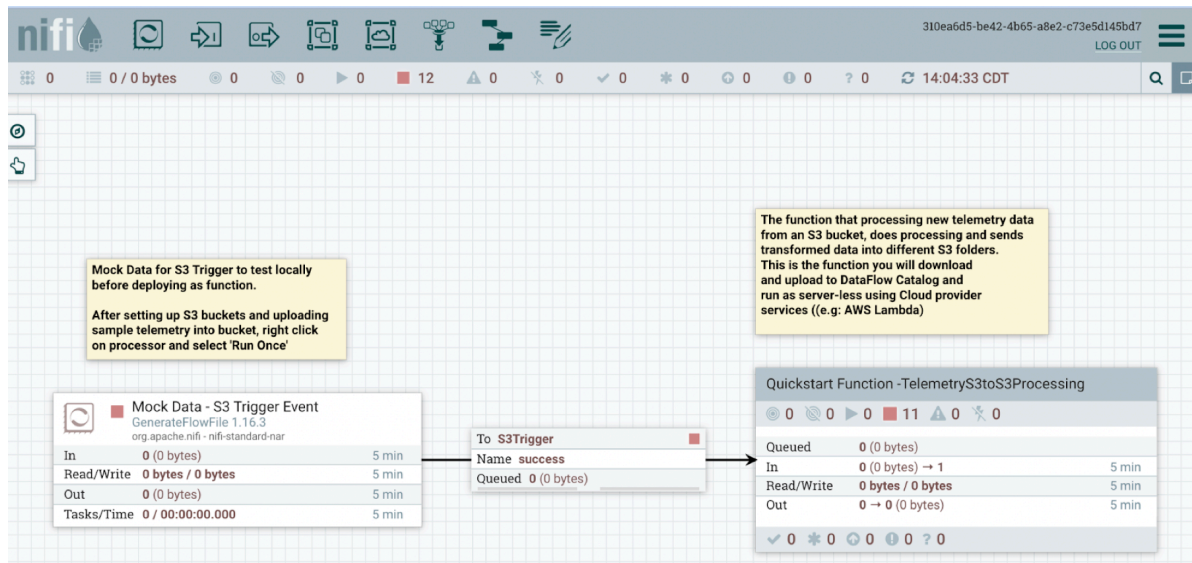 nifi
310ea6d5-be42-4b65-a8e2-c73e5d145bd7
LOG OUT
0 0 / 0 bytes 0 0 0 12 0 0 0 0 0 0 ? 0 14:04:33 CDT
Mock Data for S3 Trigger to test locally
before deploying as function.
After setting up S3 buckets and uploading
sample telemetry into bucket, right click
on processor and select 'Run Once'
The function that processing new telemetry data
from an S3 bucket, does processing and sends
transformed data into different S3 folders.
This is the function you will download
and upload to DataFlow Catalog and
run as server-less using Cloud provider
services ((e.g: AWS Lambda)
Mock Data - S3 Trigger Event
GenerateFlowFile 1.16.3
org.apache.nifi - nifi-standard-nar
In 0 (0 bytes) 5 min
Read/Write 0 bytes / 0 bytes 5 min
Out 0 (0 bytes) 5 min
Tasks/Time 0 / 00:00:00.000 5 min
To S3Trigger
Name success
Queued 0 (0 bytes)
Quickstart Function -TelemetryS3toS3Processing
0 0 0 11 0 0
Queued 0 (0 bytes)
In 0 (0 bytes) → 1 5 min
Read/Write 0 bytes / 0 bytes 5 min
Out 0 → 0 (0 bytes) 5 min
0 0 0 0 ? 0